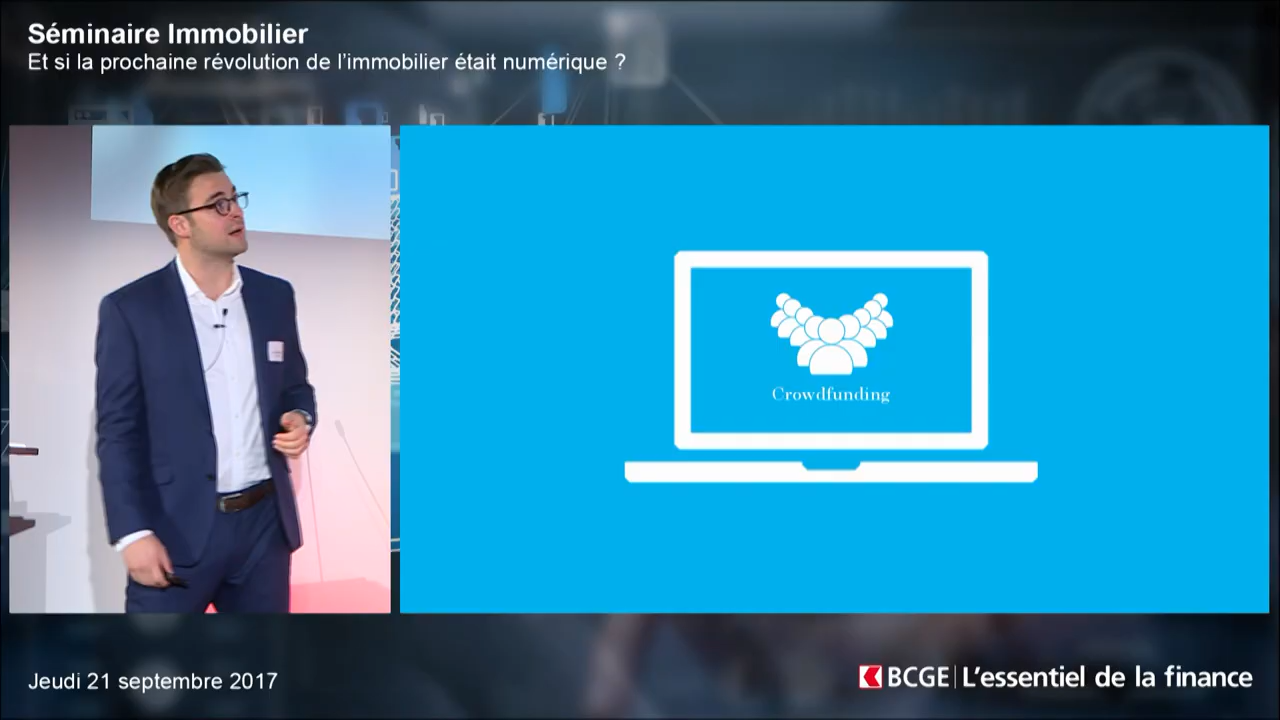 Séminaire Immobilier
Et si la prochaine révolution de l’immobilier était numérique ?
Crowdfunding
Jeudi 21 septembre 2017
BCGE L’essentiel de la finance